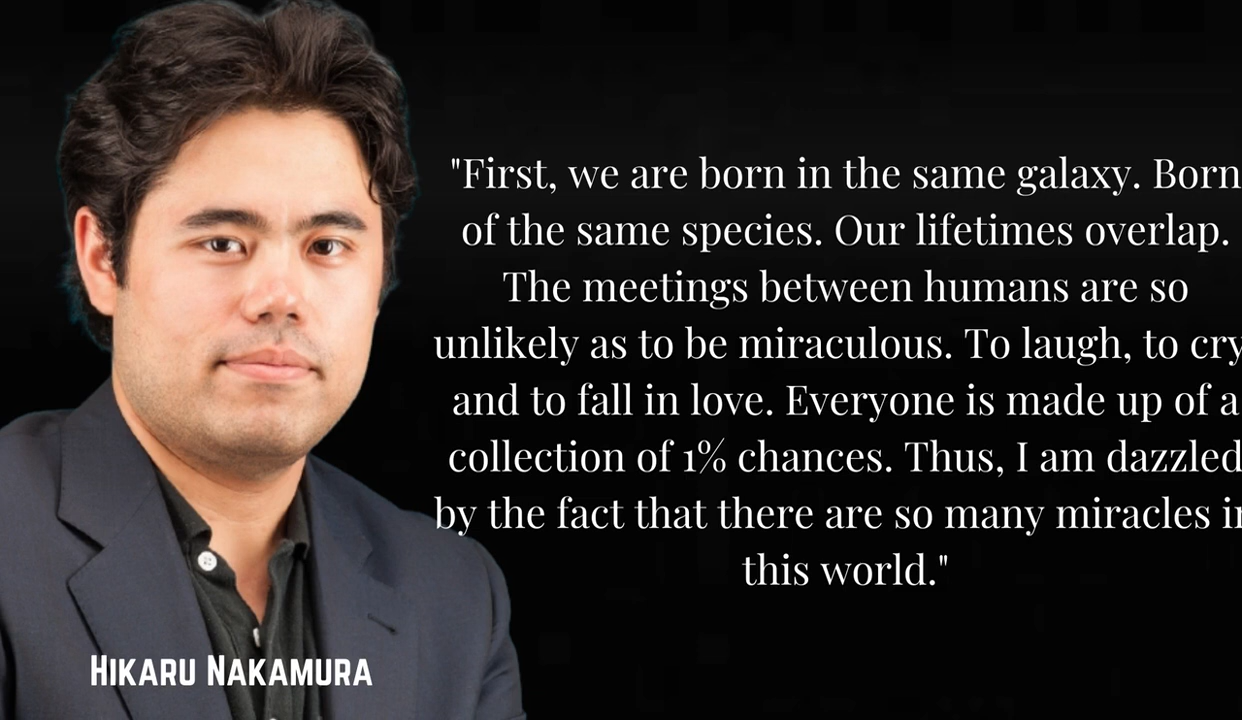 "First, we are born in the same galaxy. Born
of the same species. Our lifetimes overlap.
The meetings between humans are so
unlikely as to be miraculous. To laugh, to cry
and to fall in love. Everyone is made up of a
collection of 1% chances. Thus, I am dazzled
by the fact that there are so many miracles in
this world."
HIKARU NAKAMURA